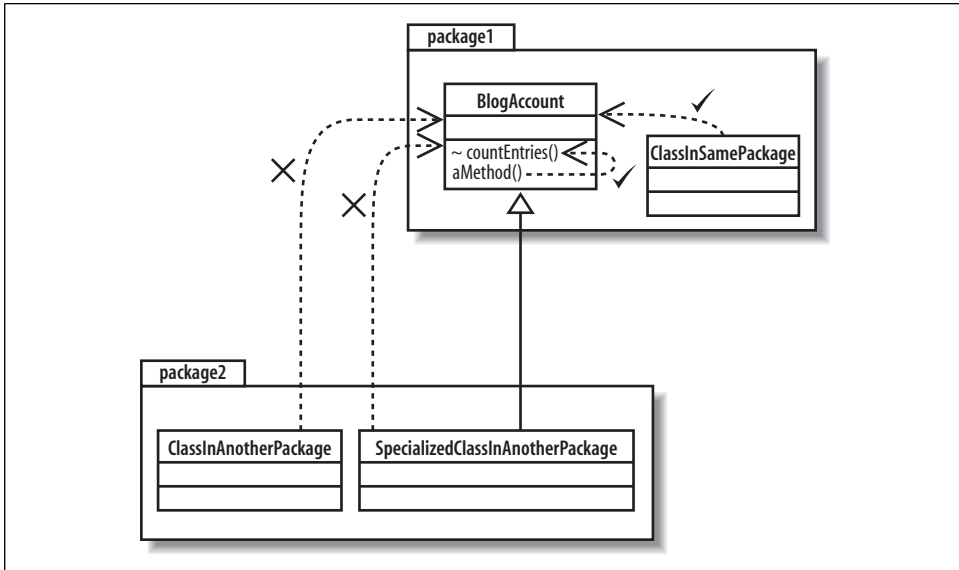 package1
BlogAccount
~ countEntries()
aMethod()
ClassInSamePackage
package2
ClassInAnotherPackage
SpecializedClassInAnotherPackage